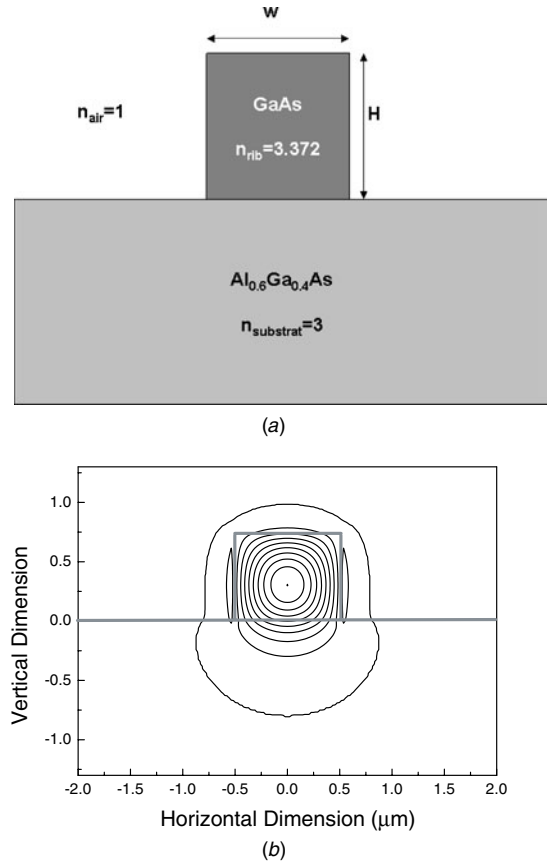 w
GaAs
n_air=1
H
n_rib=3.372
Al_0.6Ga_0.4As
n_substrat=3
(a)
1.0
0.5
0.0
-0.5
-1.0
Vertical Dimension
-2.0 -1.5 -1.0 -0.5 0.0 0.5 1.0 1.5 2.0
Horizontal Dimension (μm)
(b)